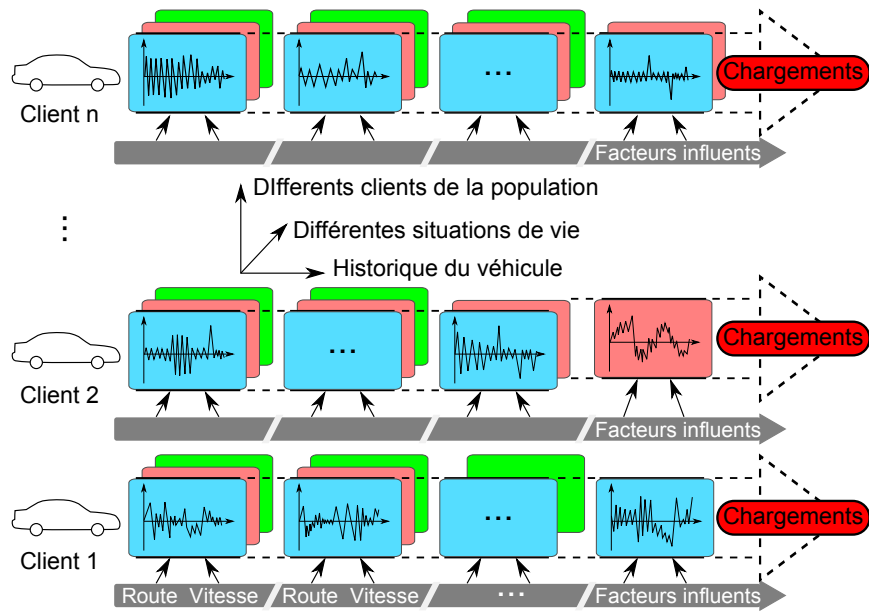 ...
Chargements
Client n
Facteurs influents
DIfferents clients de la population
...
Différentes situations de vie
Historique du véhicule
...
Chargements
Client 2
Facteurs influents
...
Chargements
Client 1
Route Vitesse Route Vitesse ... Facteurs influents